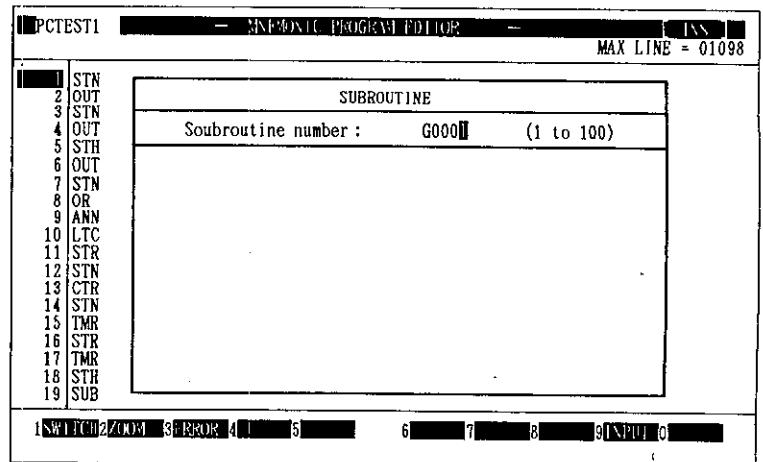 PCTEST1 — MNEMONIC PROGRAM EDITOR — INS
MAX LINE = 01098
1 STN
2 OUT
SUBROUTINE
3 STN
4 OUT
Soubroutine number : G0001 (1 to 100)
5 STH
6 OUT
7 STN
8 OR
9 ANN
10 LTC
11 STR
12 STN
13 CTR
14 STN
15 TMR
16 STR
17 TMR
18 STH
19 SUB
1 SWITCH 2 ZOOM 3 ERROR 4 5 6 7 8 9 INPUT 0